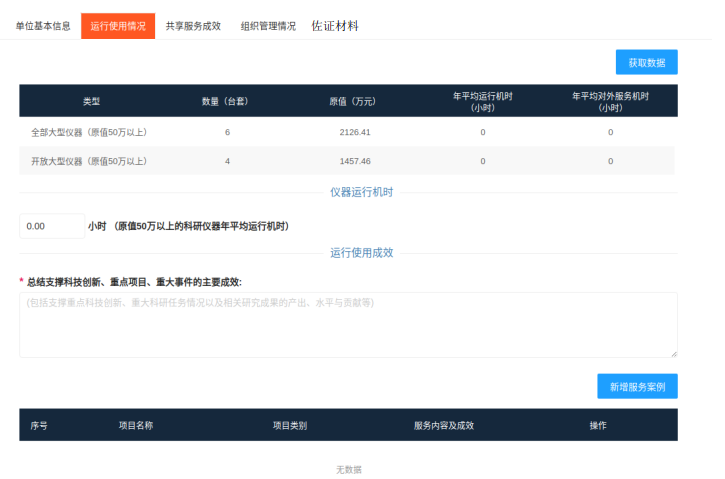 单位基本信息 运行使用情况 共享服务成效 组织管理情况 佐证材料
获取数据
类型 数量（台套） 原值（万元） 年平均运行机时（小时） 年平均对外服务机时（小时）
全部大型仪器（原值50万以上） 6 2126.41 0 0
开放大型仪器（原值50万以上） 4 1457.46 0 0
仪器运行机时
0.00 小时 （原值50万以上的科研仪器年平均运行机时）
运行使用成效
* 总结支撑科技创新、重点项目、重大事件的主要成效:
(包括支撑重点科技创新、重大科研任务情况以及相关研究成果的产出、水平与贡献等)
新增服务案例
序号 项目名称 项目类别 服务内容及成效 操作
无数据